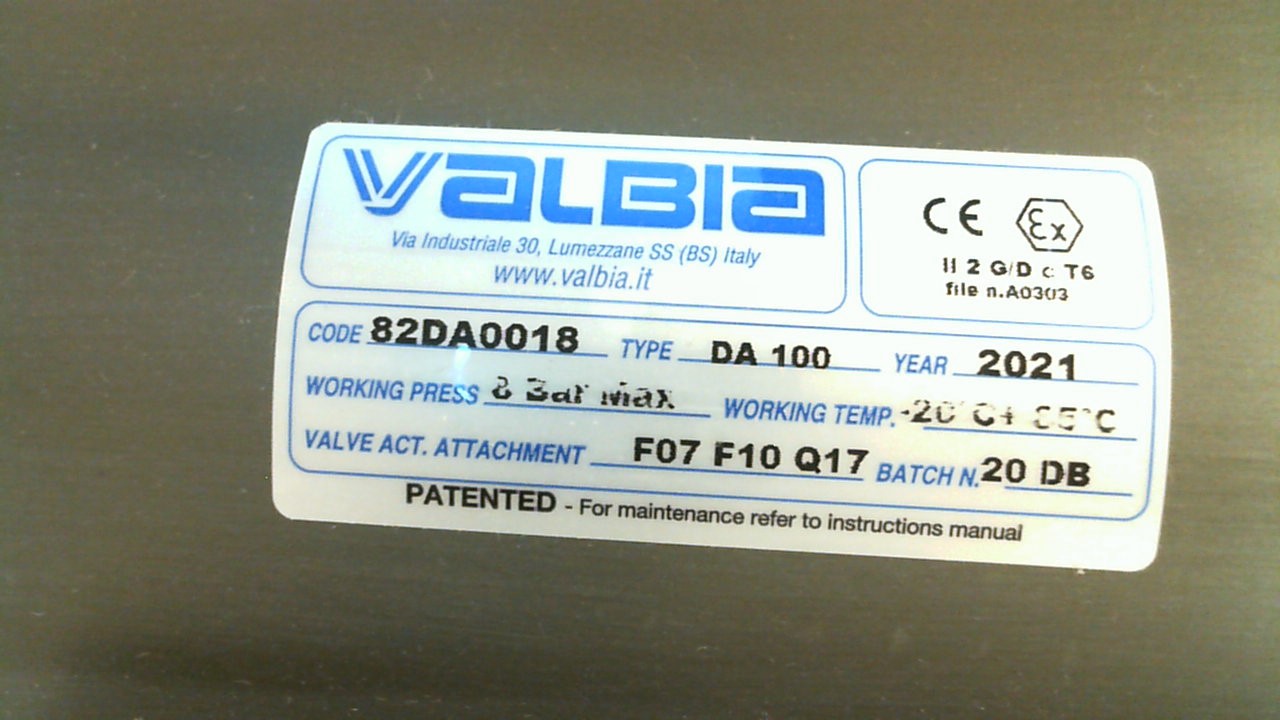 VALBIA
Via Industriale 30, Lumezzane SS (BS) Italy
www.valbia.it
CE Ex
II 2 G/D c T6
file n.A0303
CODE 82DA0018 TYPE DA 100 YEAR 2021
WORKING PRESS 8 Bar Max WORKING TEMP. -20°C+ 85°C
VALVE ACT. ATTACHMENT F07 F10 Q17 BATCH N. 20 DB
PATENTED - For maintenance refer to instructions manual